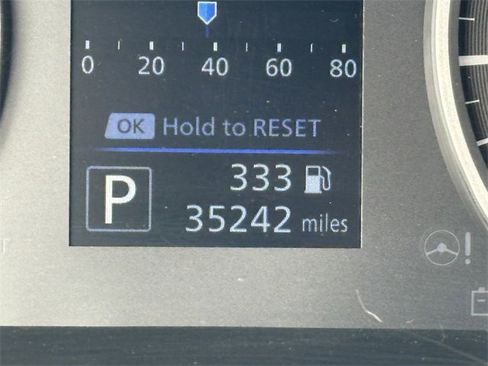 0 20 40 60 80
OK Hold to RESET
P
333
35242 miles
!